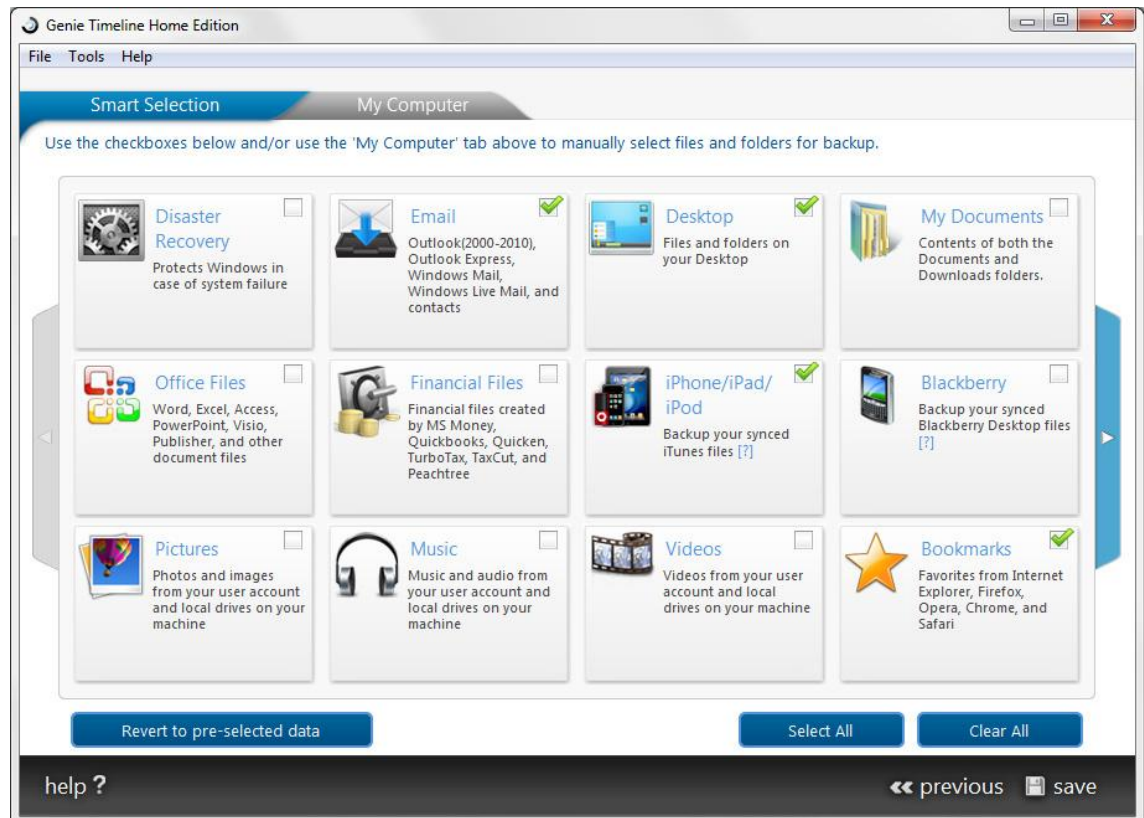 Genie Timeline Home Edition
File Tools Help
Smart Selection
My Computer
Use the checkboxes below and/or use the 'My Computer' tab above to manually select files and folders for backup.
Disaster
Recovery
Protects Windows in
case of system failure
Email
Outlook(2000-2010),
Outlook Express,
Windows Mail,
Windows Live Mail, and
contacts
Desktop
Files and folders on
your Desktop
My Documents
Contents of both the
Documents and
Downloads folders.
Office Files
Word, Excel, Access,
PowerPoint, Visio,
Publisher, and other
document files
Financial Files
Financial files created
by MS Money,
Quickbooks, Quicken,
TurboTax, TaxCut, and
Peachtree
iPhone/iPad/
iPod
Backup your synced
iTunes files [?]
Blackberry
Backup your synced
Blackberry Desktop files
[?]
Pictures
Photos and images
from your user account
and local drives on your
machine
Music
Music and audio from
your user account and
local drives on your
machine
Videos
Videos from your user
account and local
drives on your machine
Bookmarks
Favorites from Internet
Explorer, Firefox,
Opera, Chrome, and
Safari
Revert to pre-selected data
Select All
Clear All
help ?
previous
save